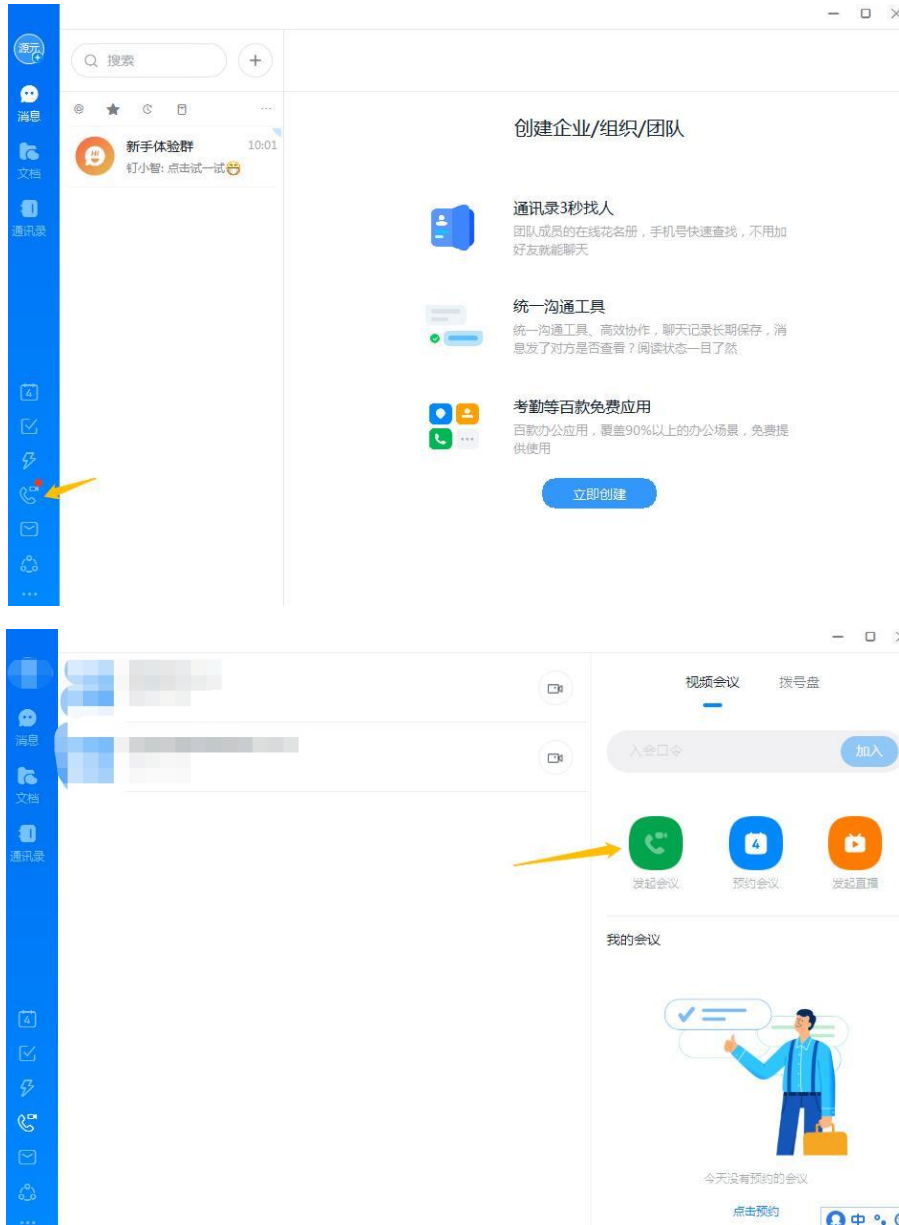 源元
搜索
消息
文档
通讯录
新手体验群
10:01
钉小智: 点击试一试
创建企业/组织/团队
通讯录3秒找人
团队成员的在线花名册，手机号快速查找，不用加
好友就能聊天
统一沟通工具
统一沟通工具、高效协作，聊天记录长期保存，消
息发了对方是否查看？阅读状态一目了然
考勤等百款免费应用
百款办公应用，覆盖90%以上的办公场景，免费提
供使用
立即创建
4
消息
文档
通讯录
视频会议
拨号盘
入会口令
加入
4
发起会议
预约会议
发起直播
我的会议
今天没有预约的会议
点击预约
4
中